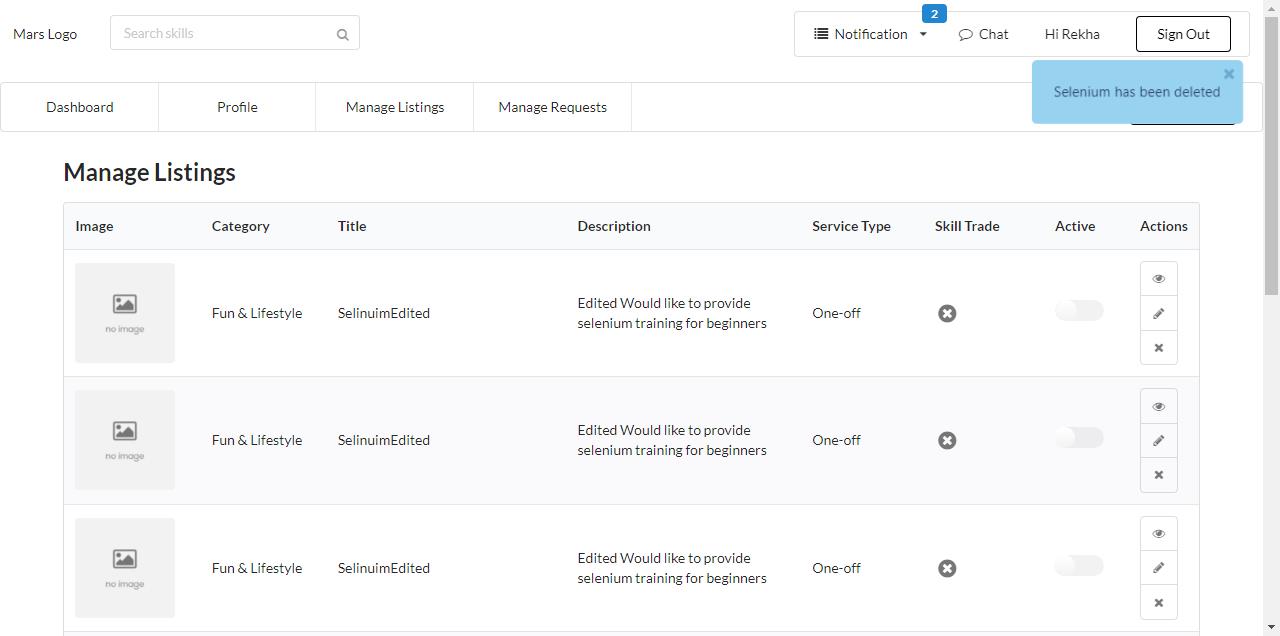 Mars Logo
Search skills
Notification
2
Chat
Hi Rekha
Sign Out
Selenium has been deleted
Dashboard
Profile
Manage Listings
Manage Requests
Manage Listings
Image
Category
Title
Description
Service Type
Skill Trade
Active
Actions
no image
Fun & Lifestyle
SelinuimEdited
Edited Would like to provide
selenium training for beginners
One-off
no image
Fun & Lifestyle
SelinuimEdited
Edited Would like to provide
selenium training for beginners
One-off
no image
Fun & Lifestyle
SelinuimEdited
Edited Would like to provide
selenium training for beginners
One-off